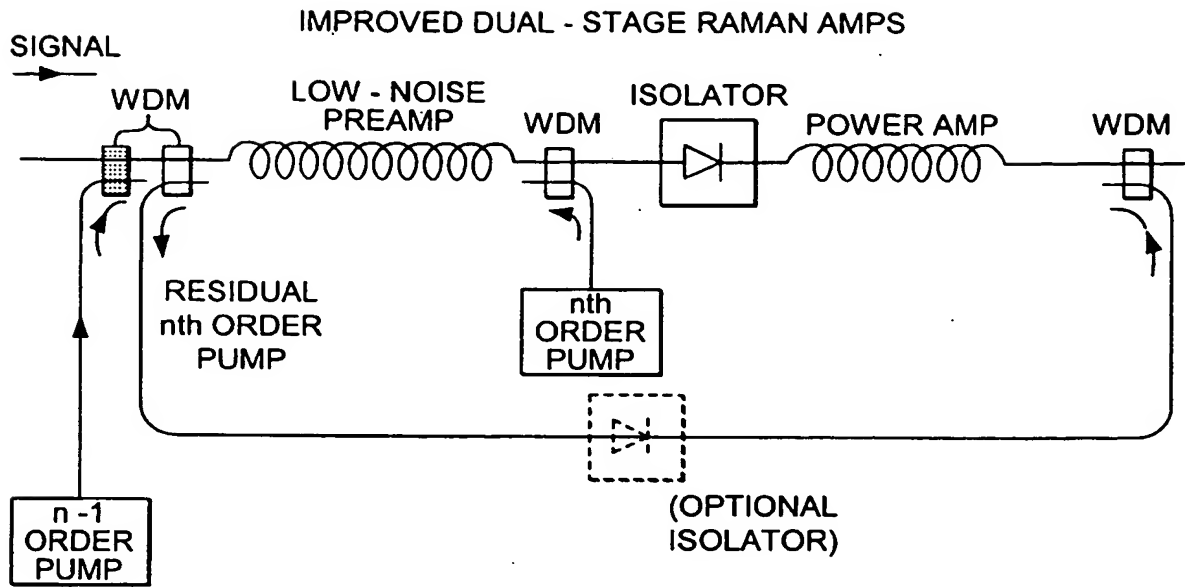 IMPROVED DUAL - STAGE RAMAN AMPS
SIGNAL
WDM
LOW - NOISE
PREAMP
WDM
ISOLATOR
POWER AMP
WDM
RESIDUAL
nth ORDER
PUMP
nth
ORDER
PUMP
(OPTIONAL
ISOLATOR)
n -1
ORDER
PUMP